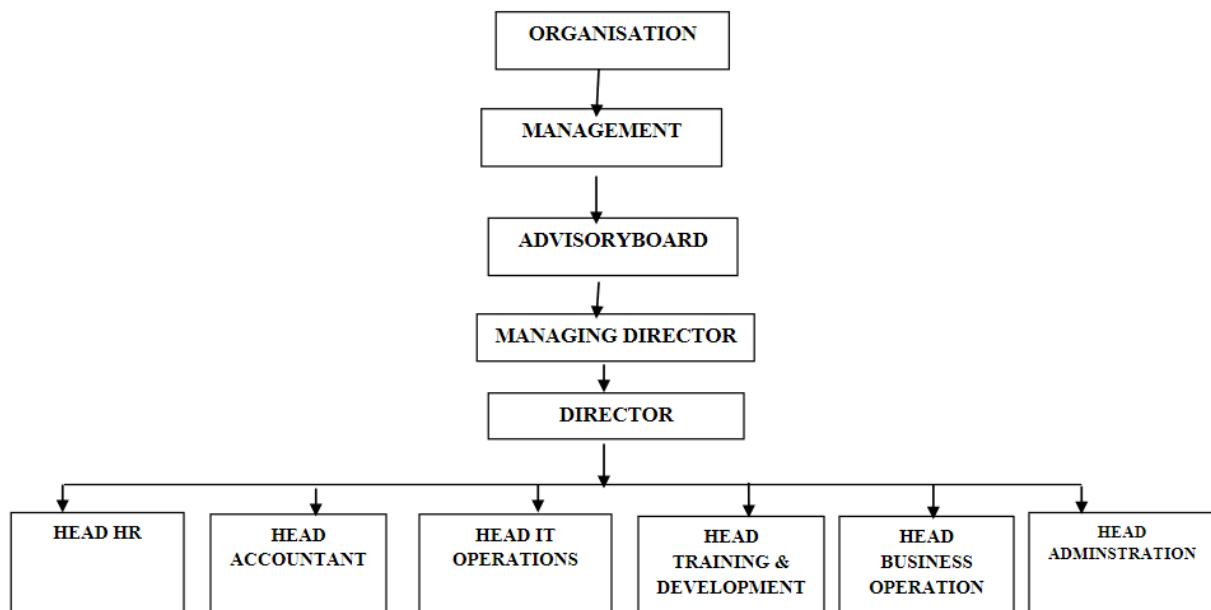 ORGANISATION
MANAGEMENT
ADVISORYBOARD
MANAGING DIRECTOR
DIRECTOR
HEAD HR
HEAD
ACCOUNTANT
HEAD IT
OPERATIONS
HEAD
TRAINING &
DEVELOPMENT
HEAD
BUSINESS
OPERATION
HEAD
ADMINSTRATION